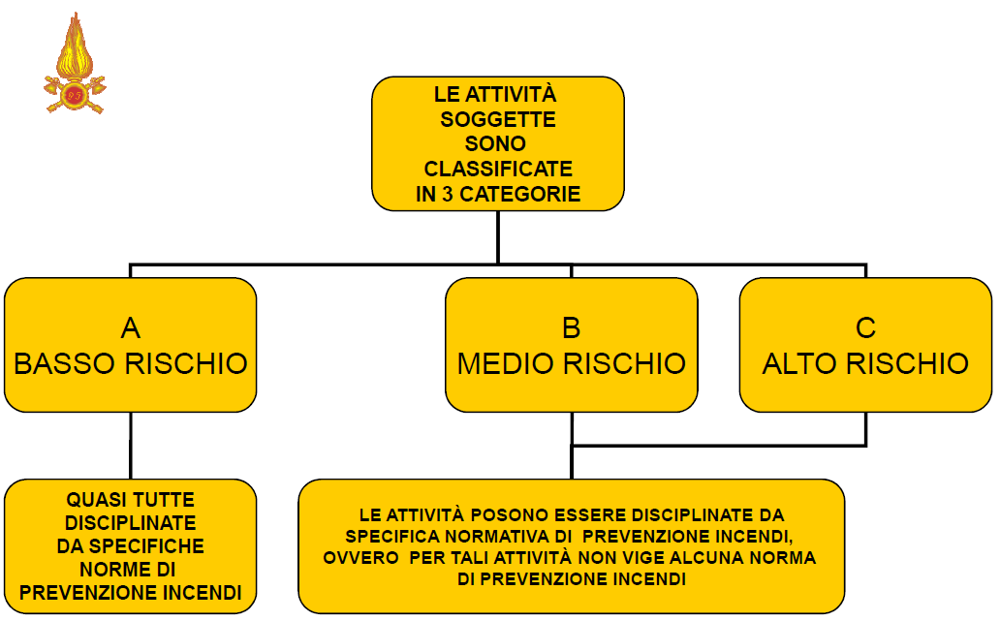 LE ATTIVITÀ
SOGGETTE
SONO
CLASSIFICATE
IN 3 CATEGORIE
A
BASSO RISCHIO
B
MEDIO RISCHIO
C
ALTO RISCHIO
QUASI TUTTE
DISCIPLINATE
DA SPECIFICHE
NORME DI
PREVENZIONE INCENDI
LE ATTIVITÀ POSONO ESSERE DISCIPLINATE DA
SPECIFICA NORMATIVA DI PREVENZIONE INCENDI,
OVVERO PER TALI ATTIVITÀ NON VIGE ALCUNA NORMA
DI PREVENZIONE INCENDI